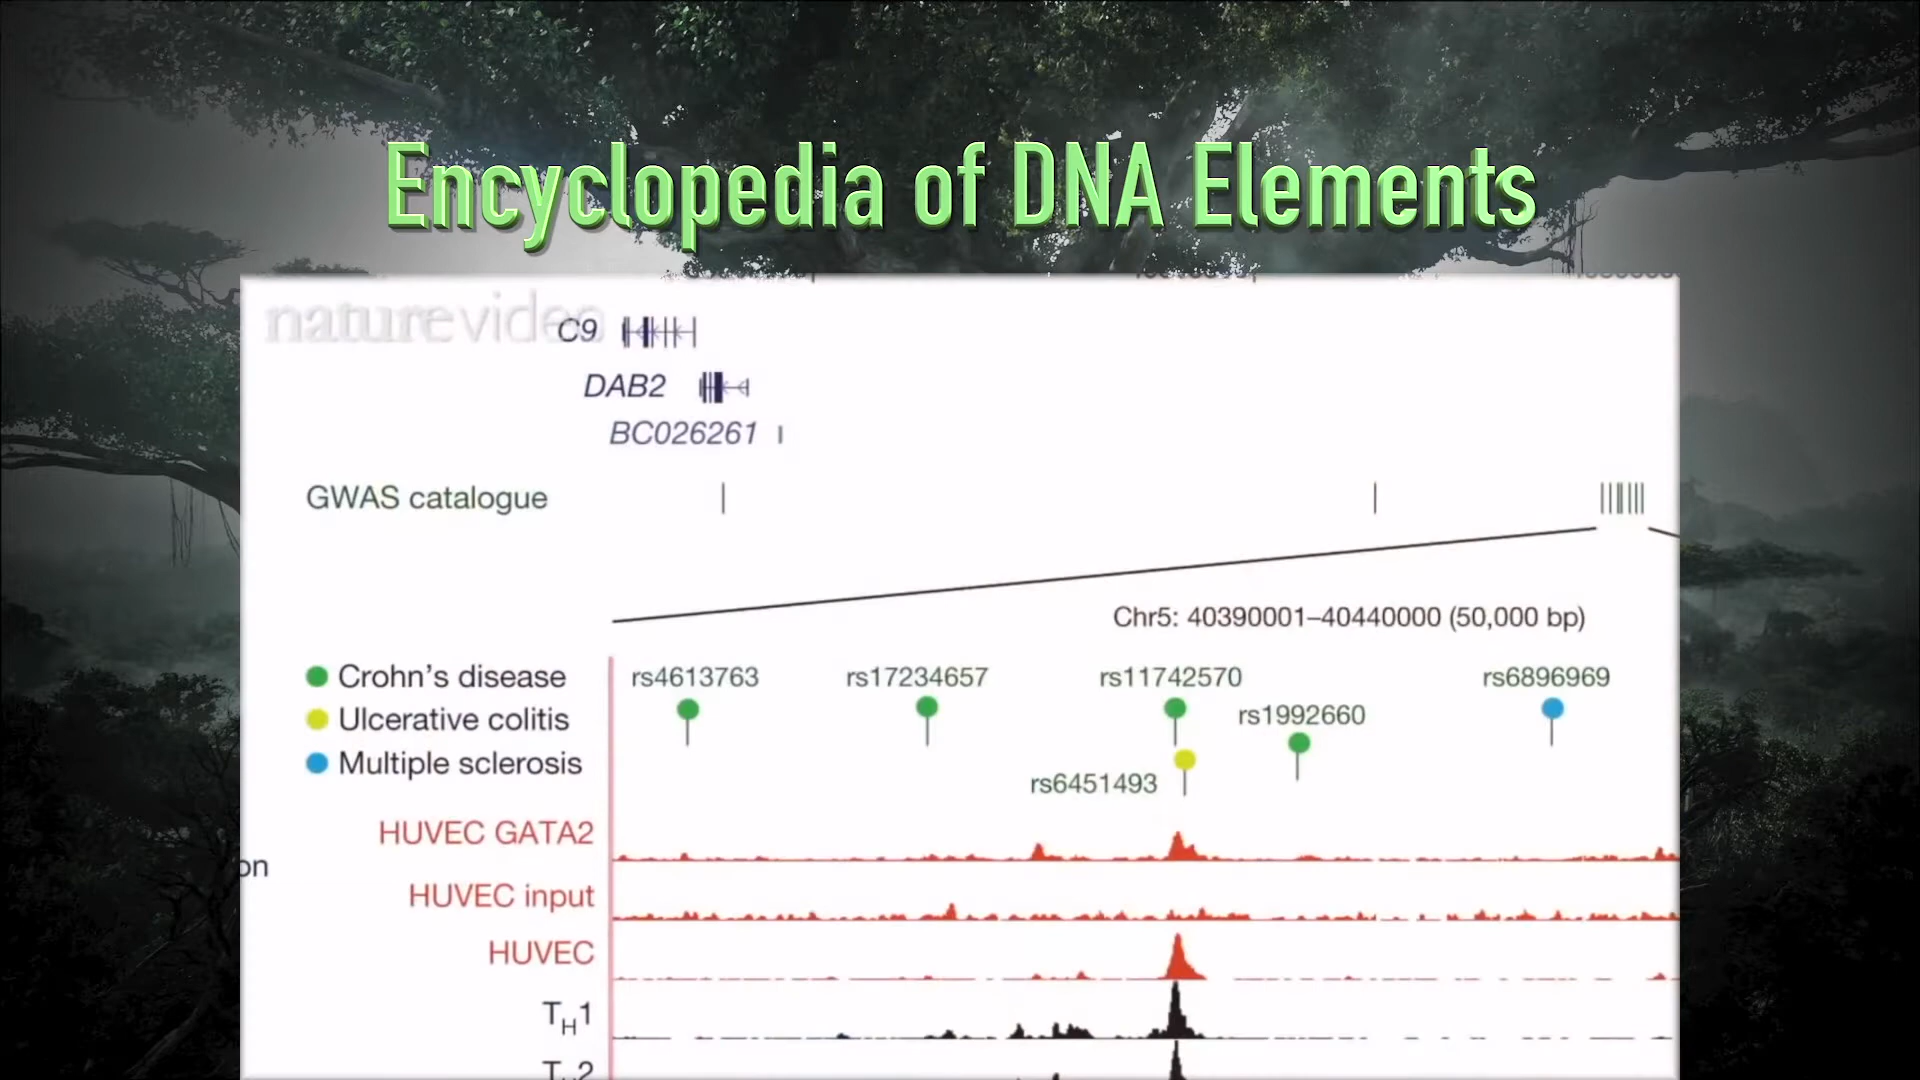 Encyclopedia of DNA Elements
naturevideo
C9
DAB2
BC026261
GWAS catalogue
Chr5: 40390001–40440000 (50,000 bp)
Crohn's disease
Ulcerative colitis
Multiple sclerosis
rs4613763
rs17234657
rs11742570
rs6896969
rs1992660
rs6451493
HUVEC GATA2
on
HUVEC input
HUVEC
TH1